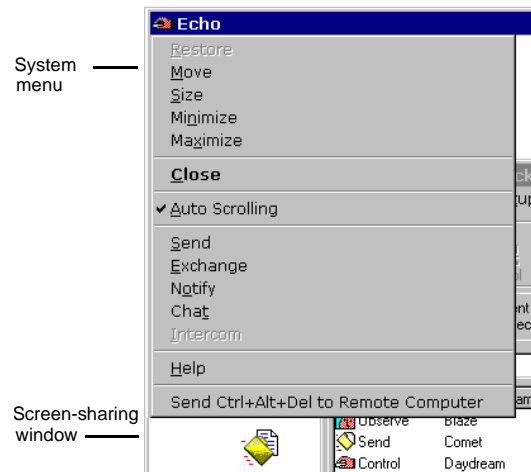 Echo
Restore
System
menu
Move
Size
Minimize
Maximize
Close
Auto Scrolling
Send
Exchange
Notify
Chat
Intercom
Help
Send Ctrl+Alt+Del to Remote Computer
Screen-sharing
window
Observe Blaze
Send Comet
Control Daydream